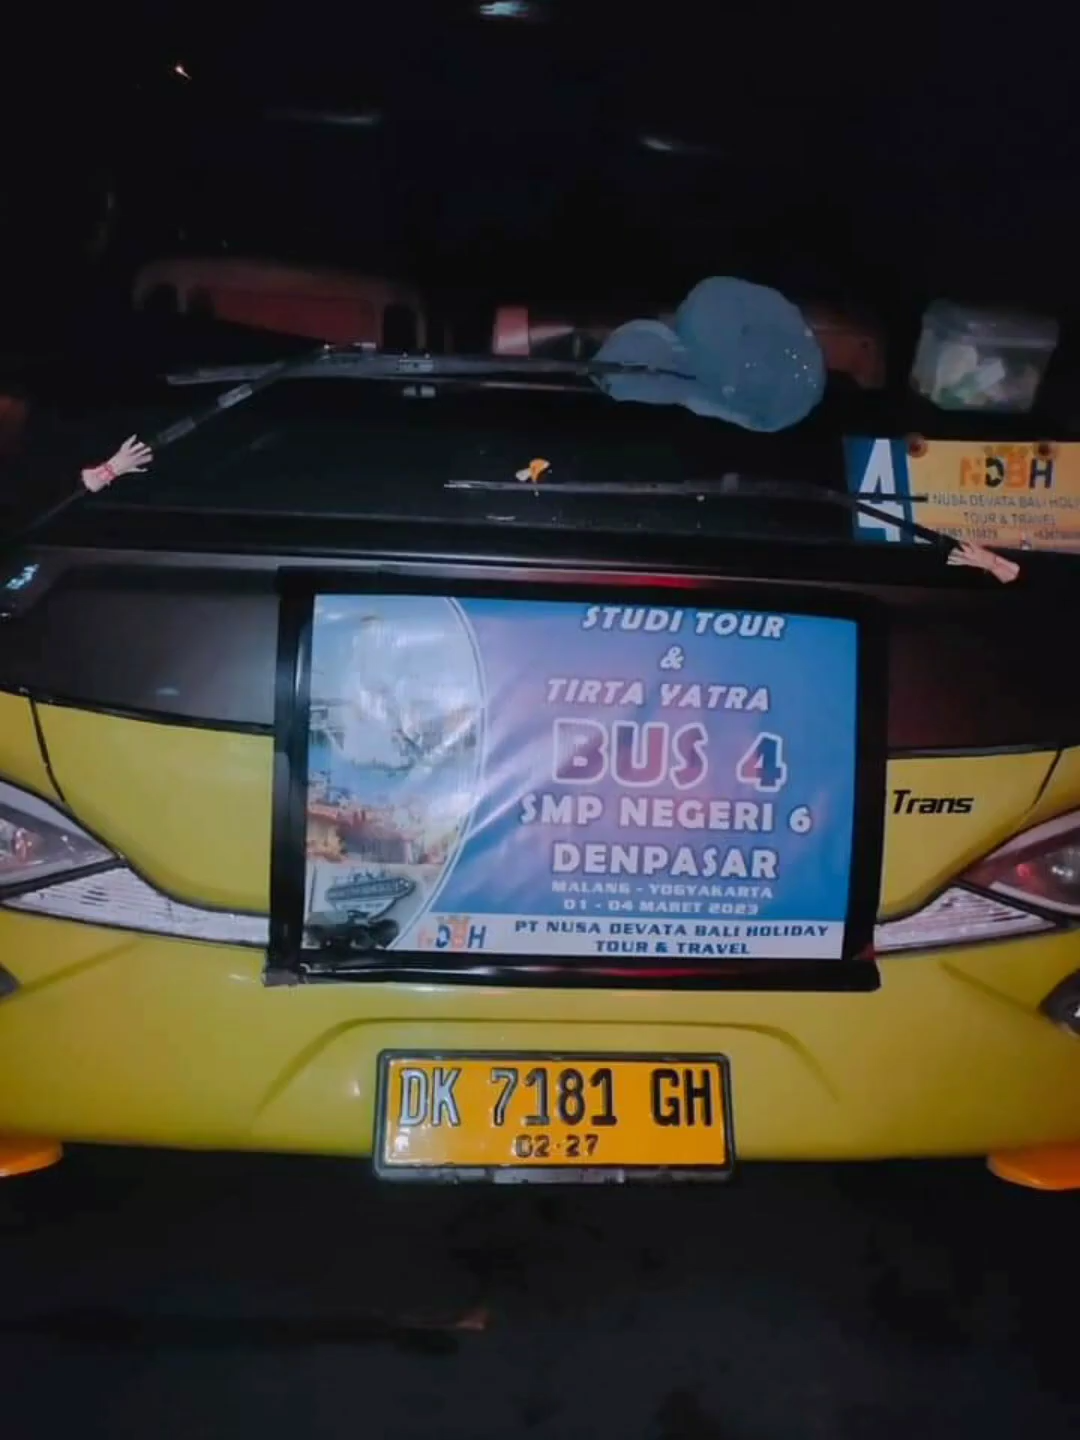 4
NDBH
NUSA DEVATA BALI
TOUR & TRAVEL
STUDI TOUR
&
TIRTA YATRA
BUS 4
SMP NEGERI 6
DENPASAR
MALANG - YOGYAKARTA
01 - 04 MARET 2023
NDBH
PT NUSA DEVATA BALI HOLIDAY
TOUR & TRAVEL
Trans
DK 7181 GH
02·27